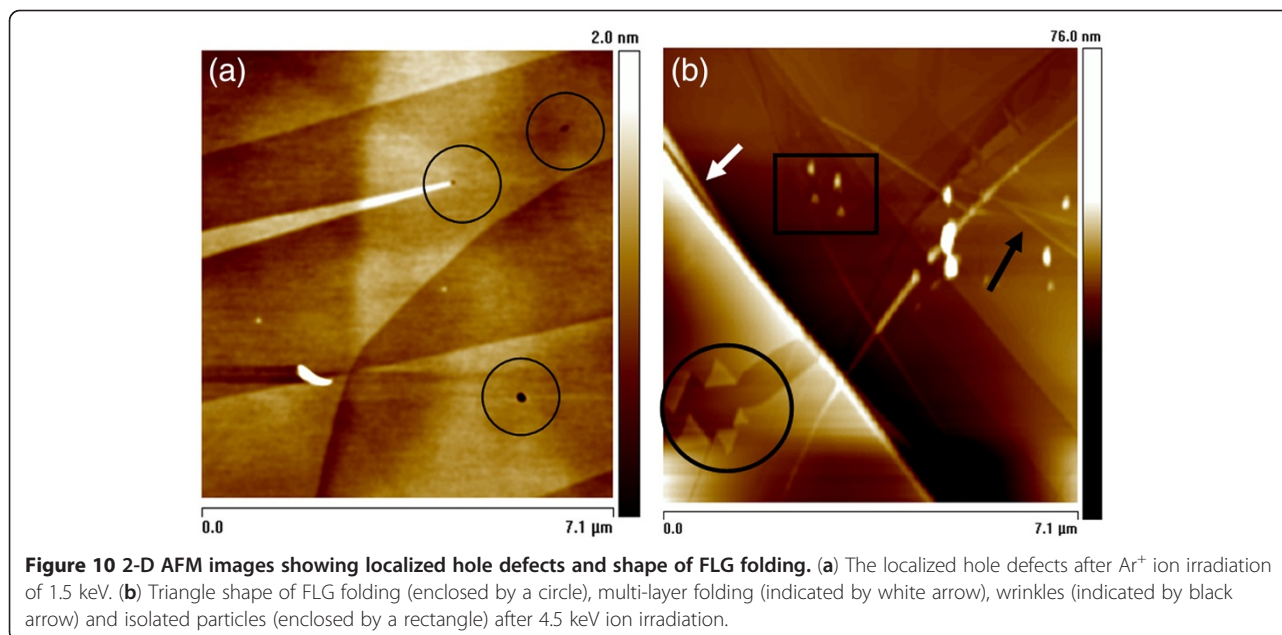 2.0 nm
76.0 nm
(a)
(b)
0.0
7.1 µm
0.0
7.1 µm
Figure 10 2-D AFM images showing localized hole defects and shape of FLG folding. (a) The localized hole defects after Ar⁺ ion irradiation
of 1.5 keV. (b) Triangle shape of FLG folding (enclosed by a circle), multi-layer folding (indicated by white arrow), wrinkles (indicated by black
arrow) and isolated particles (enclosed by a rectangle) after 4.5 keV ion irradiation.